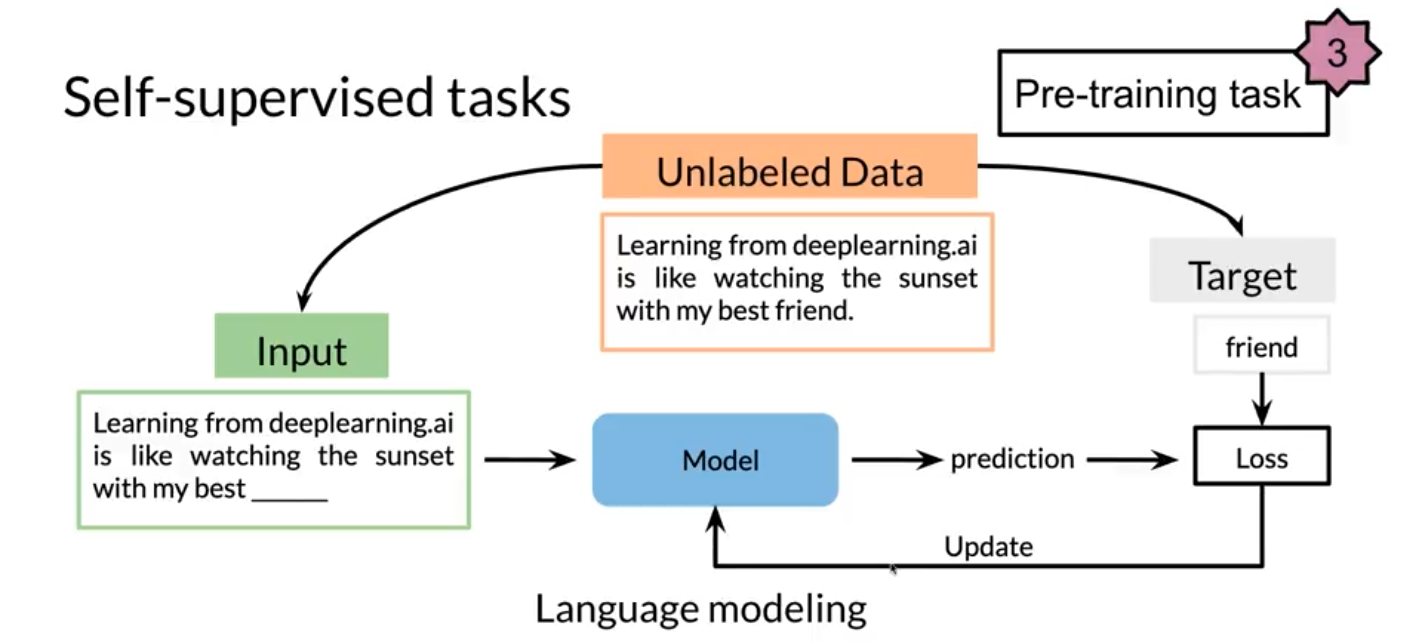 Self-supervised tasks
Pre-training task
3
Unlabeled Data
Learning from deeplearning.ai
is like watching the sunset
with my best friend.
Target
friend
Input
Learning from deeplearning.ai
is like watching the sunset
with my best ______
Model
prediction
Loss
Update
Language modeling